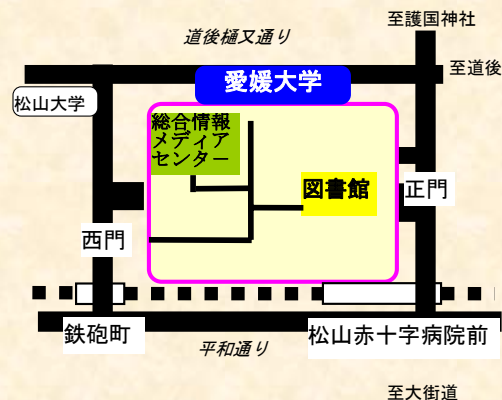 至護国神社
道後樋又通り
至道後
愛媛大学
松山大学
総合情報
メディア
センター
図書館
正門
西門
鉄砲町
松山赤十字病院前
平和通り
至大街道